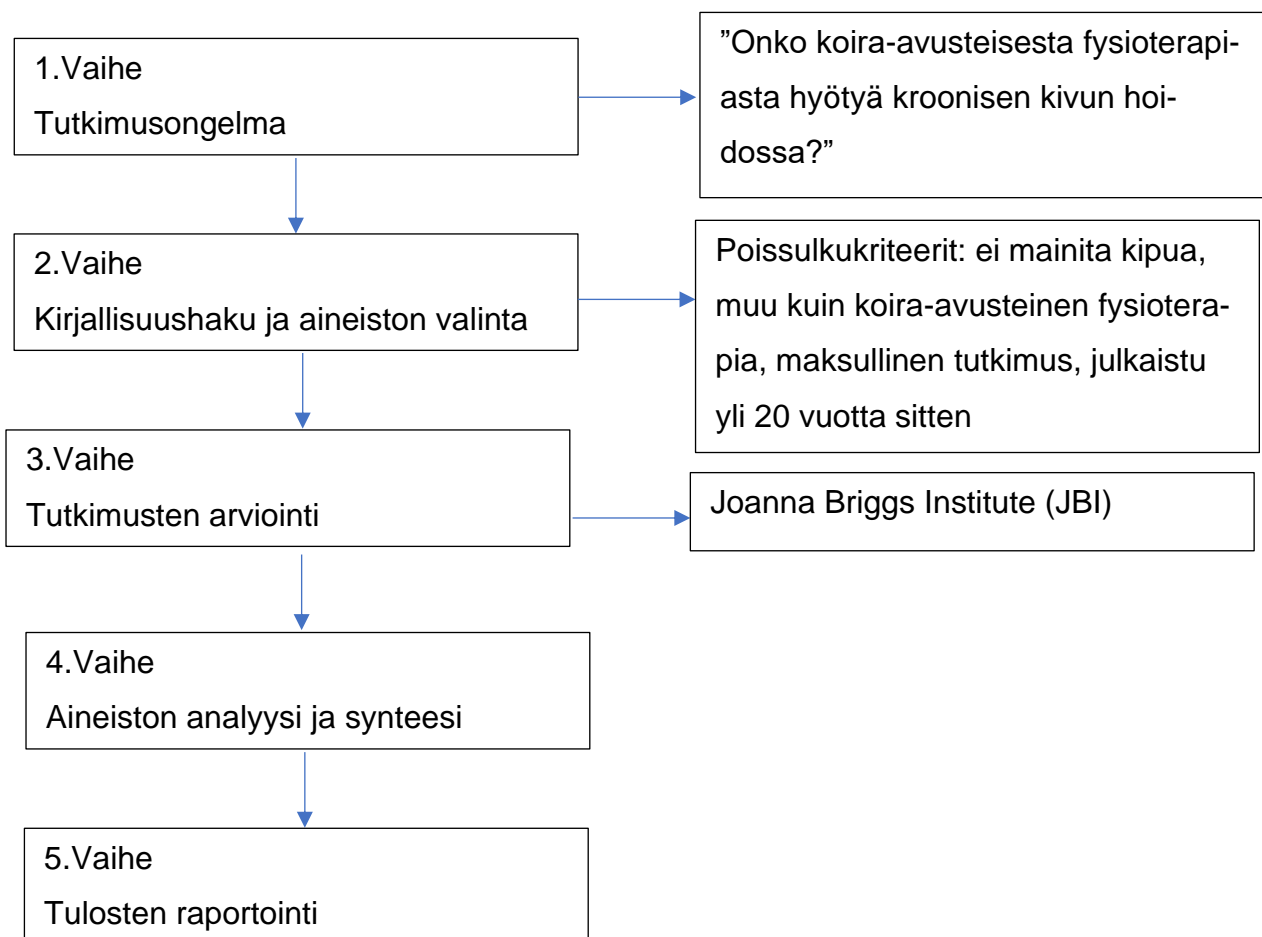 1.Vaihe
Tutkimusongelma
”Onko koira-avusteisesta fysioterapi-
asta hyötyä kroonisen kivun hoi-
dossa?”
2.Vaihe
Kirjallisuushaku ja aineiston valinta
Poissulkukriteerit: ei mainita kipua,
muu kuin koira-avusteinen fysiotera-
pia, maksullinen tutkimus, julkaistu
yli 20 vuotta sitten
3.Vaihe
Tutkimusten arviointi
Joanna Briggs Institute (JBI)
4.Vaihe
Aineiston analyysi ja synteesi
5.Vaihe
Tulosten raportointi